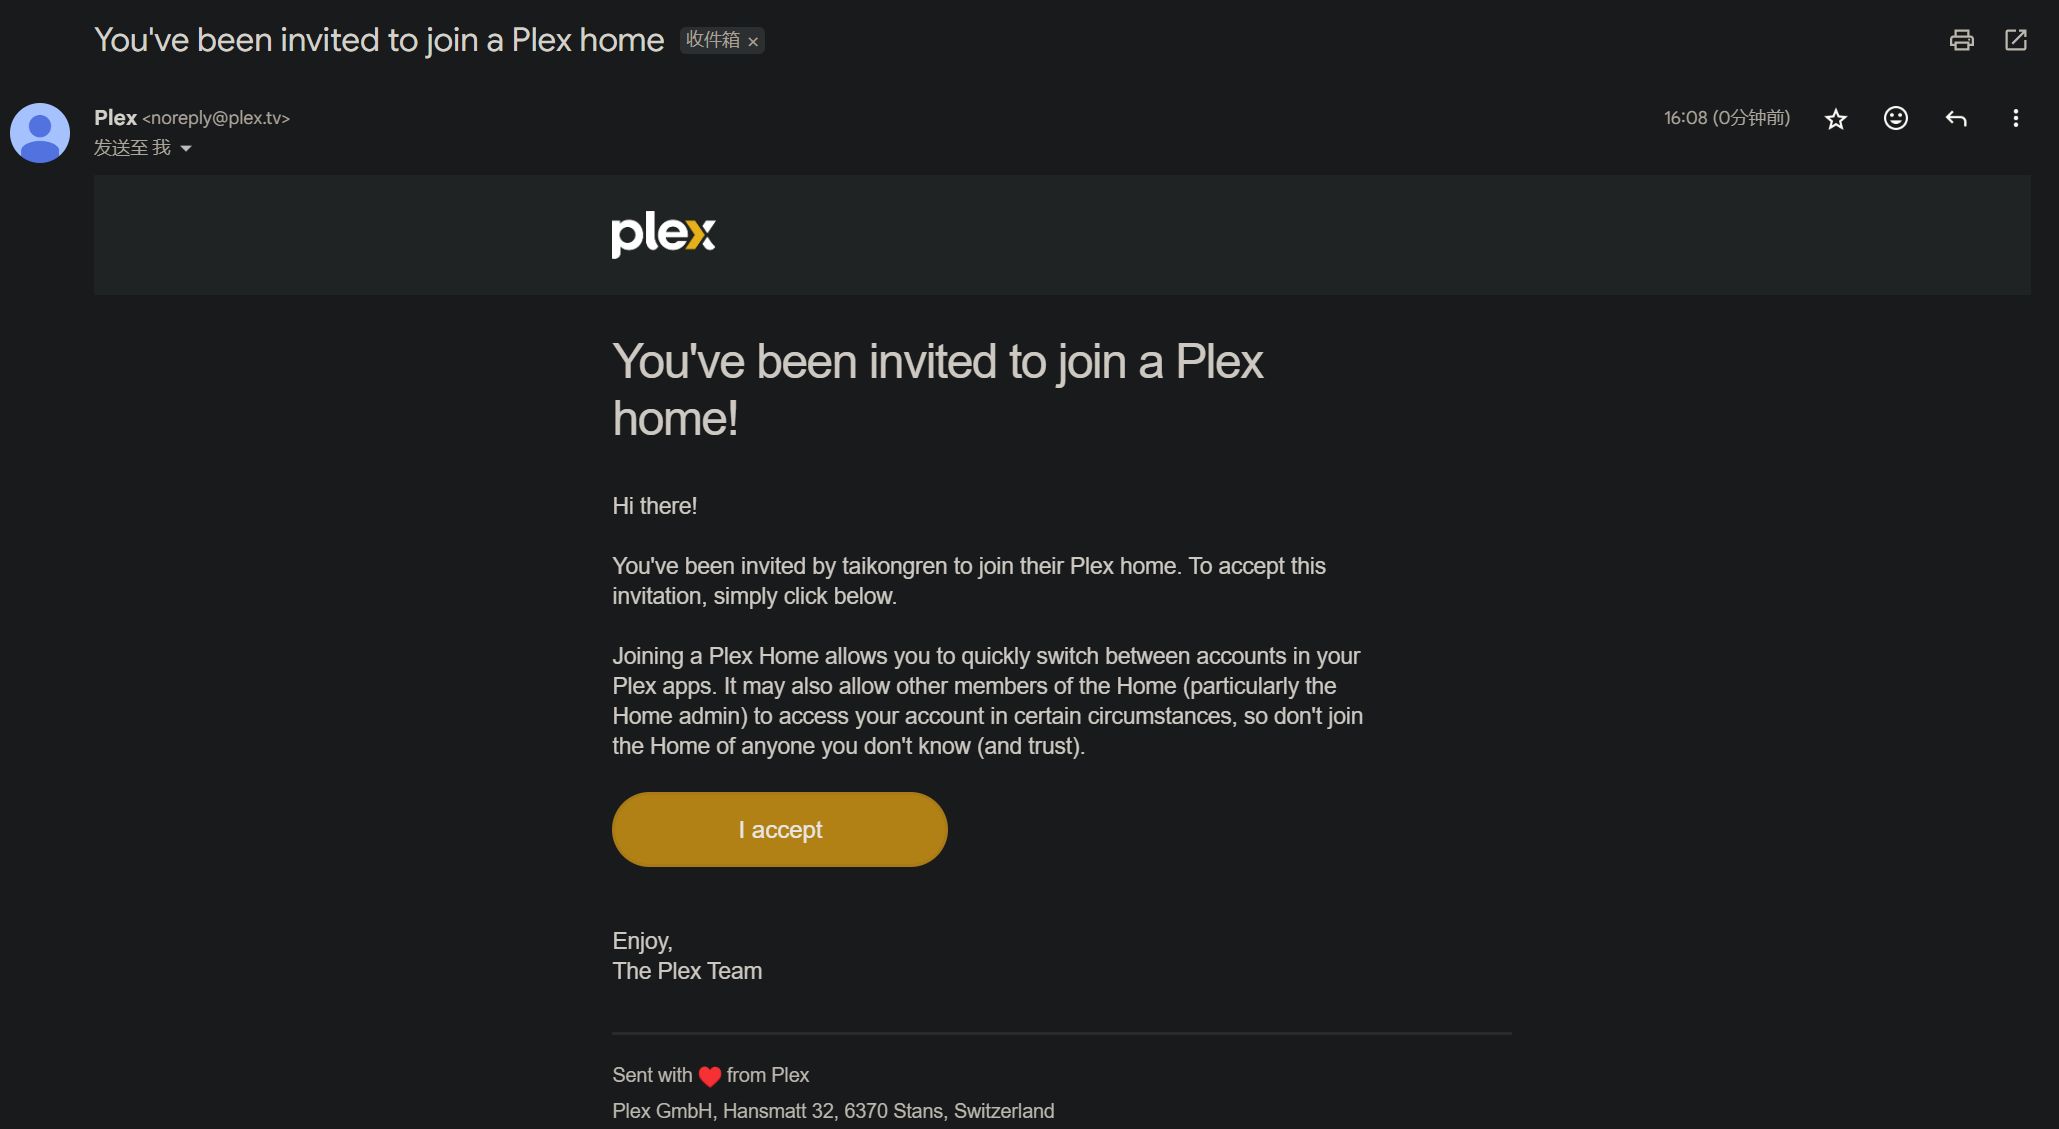 You've been invited to join a Plex home 收件箱 ×
Plex <noreply@plex.tv>
16:08 (0分钟前)
发送至 我
plex
You've been invited to join a Plex
home!
Hi there!
You've been invited by taikongren to join their Plex home. To accept this
invitation, simply click below.
Joining a Plex Home allows you to quickly switch between accounts in your
Plex apps. It may also allow other members of the Home (particularly the
Home admin) to access your account in certain circumstances, so don't join
the Home of anyone you don't know (and trust).
I accept
Enjoy,
The Plex Team
Sent with ❤️ from Plex
Plex GmbH, Hansmatt 32, 6370 Stans, Switzerland